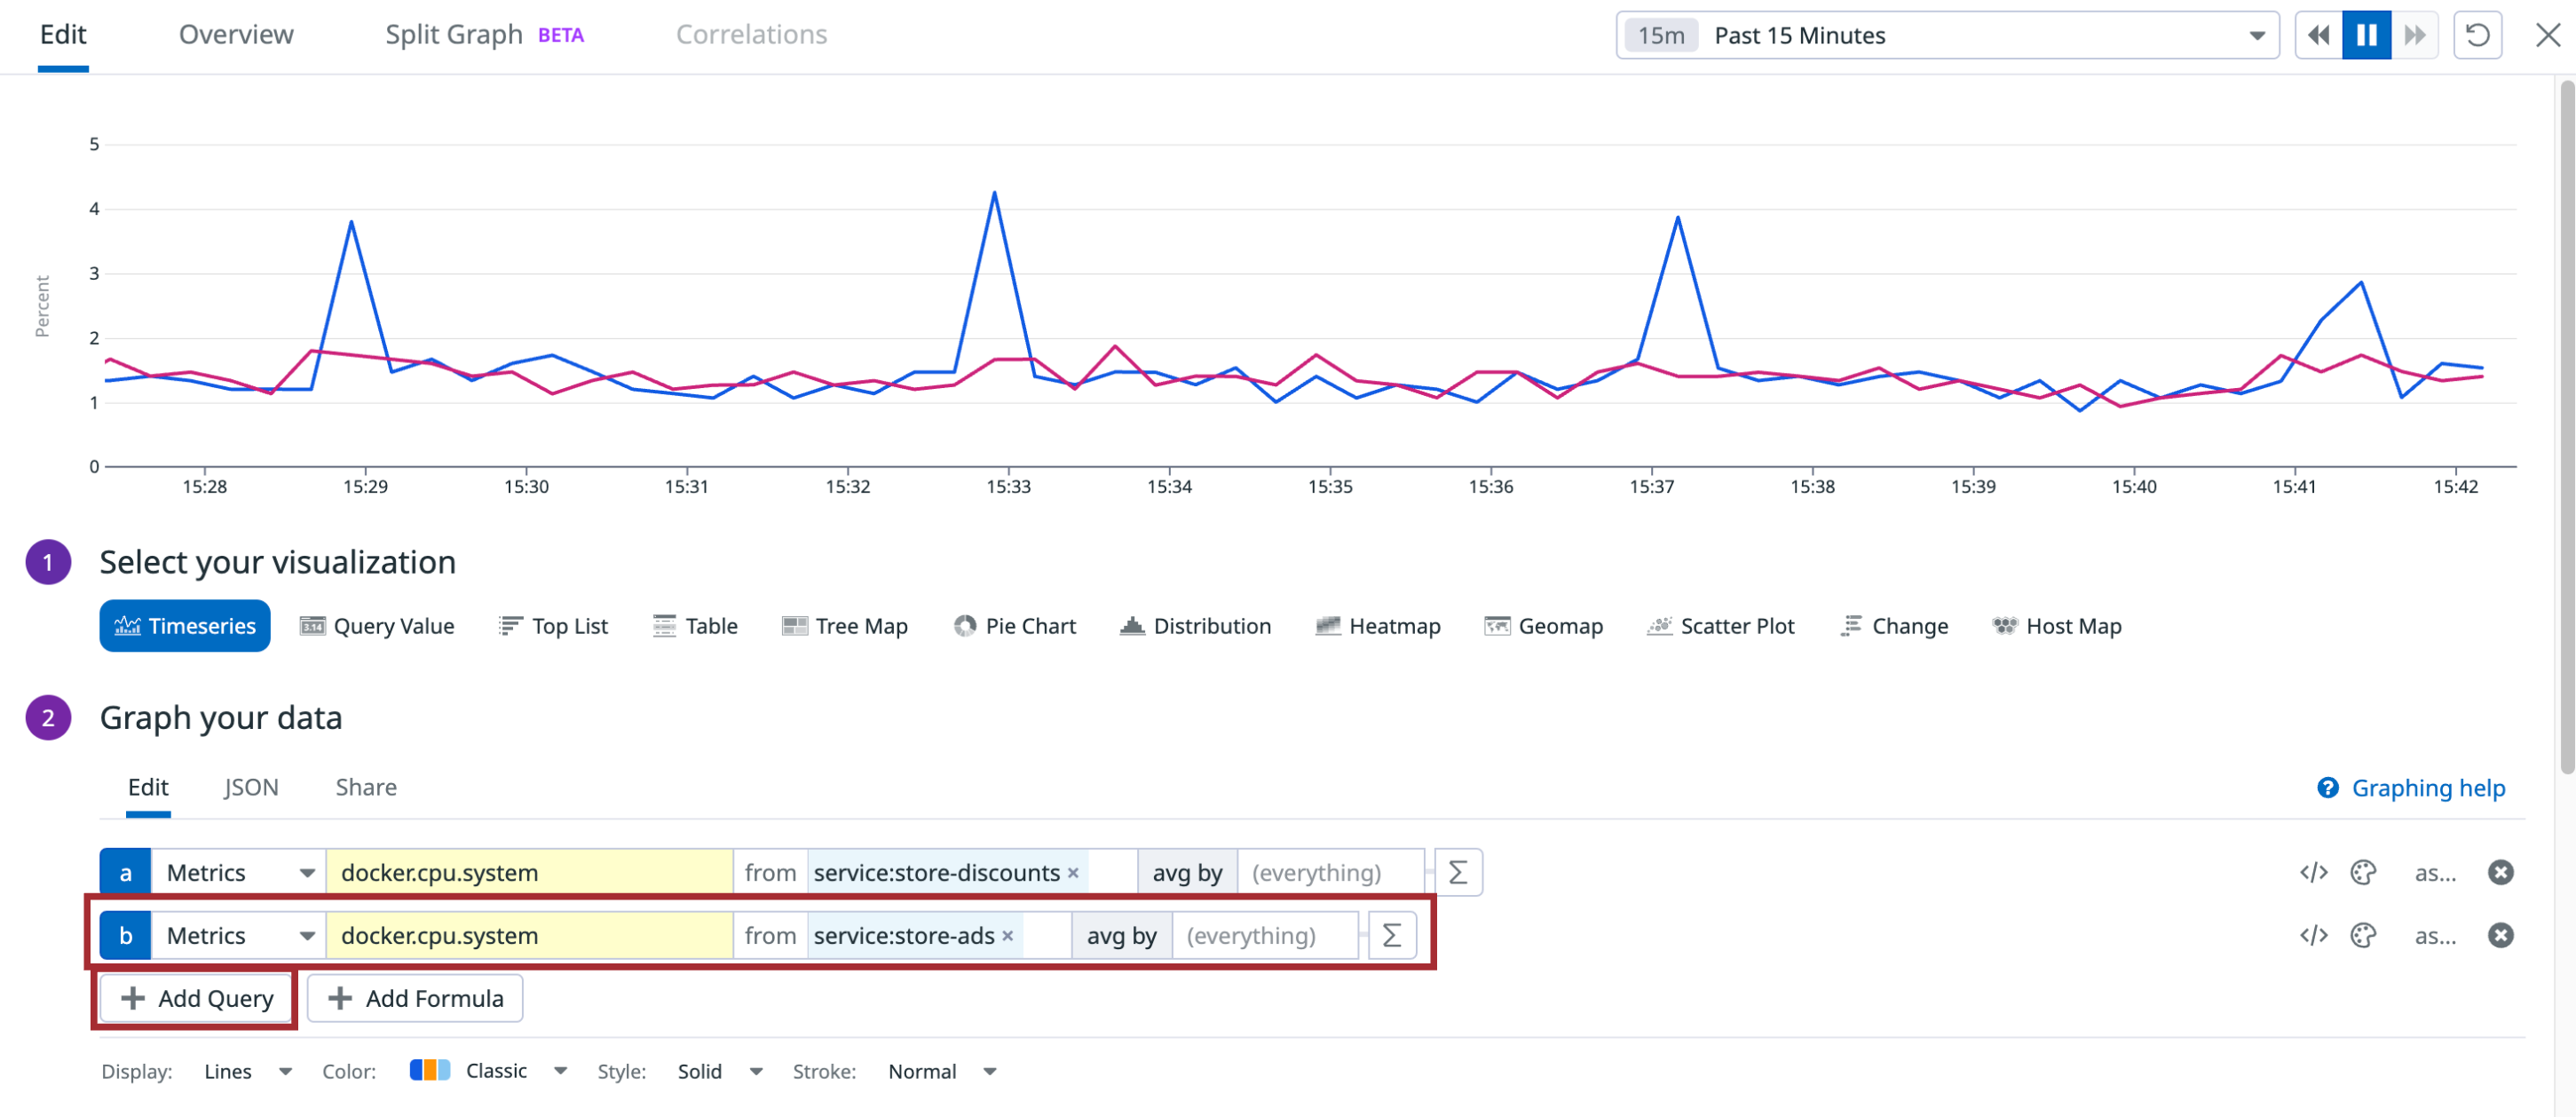 Edit Overview Split Graph BETA Correlations 15m Past 15 Minutes
5
4
3
2
1
0
Percent
15:28 15:29 15:30 15:31 15:32 15:33 15:34 15:35 15:36 15:37 15:38 15:39 15:40 15:41 15:42
1 Select your visualization
Timeseries 3.14 Query Value Top List Table Tree Map Pie Chart Distribution Heatmap Geomap Scatter Plot Change Host Map
2 Graph your data
Edit JSON Share ? Graphing help
a Metrics docker.cpu.system from service:store-discounts × avg by (everything) Σ </> as...
b Metrics docker.cpu.system from service:store-ads × avg by (everything) Σ </> as...
+ Add Query + Add Formula
Display: Lines Color: Classic Style: Solid Stroke: Normal